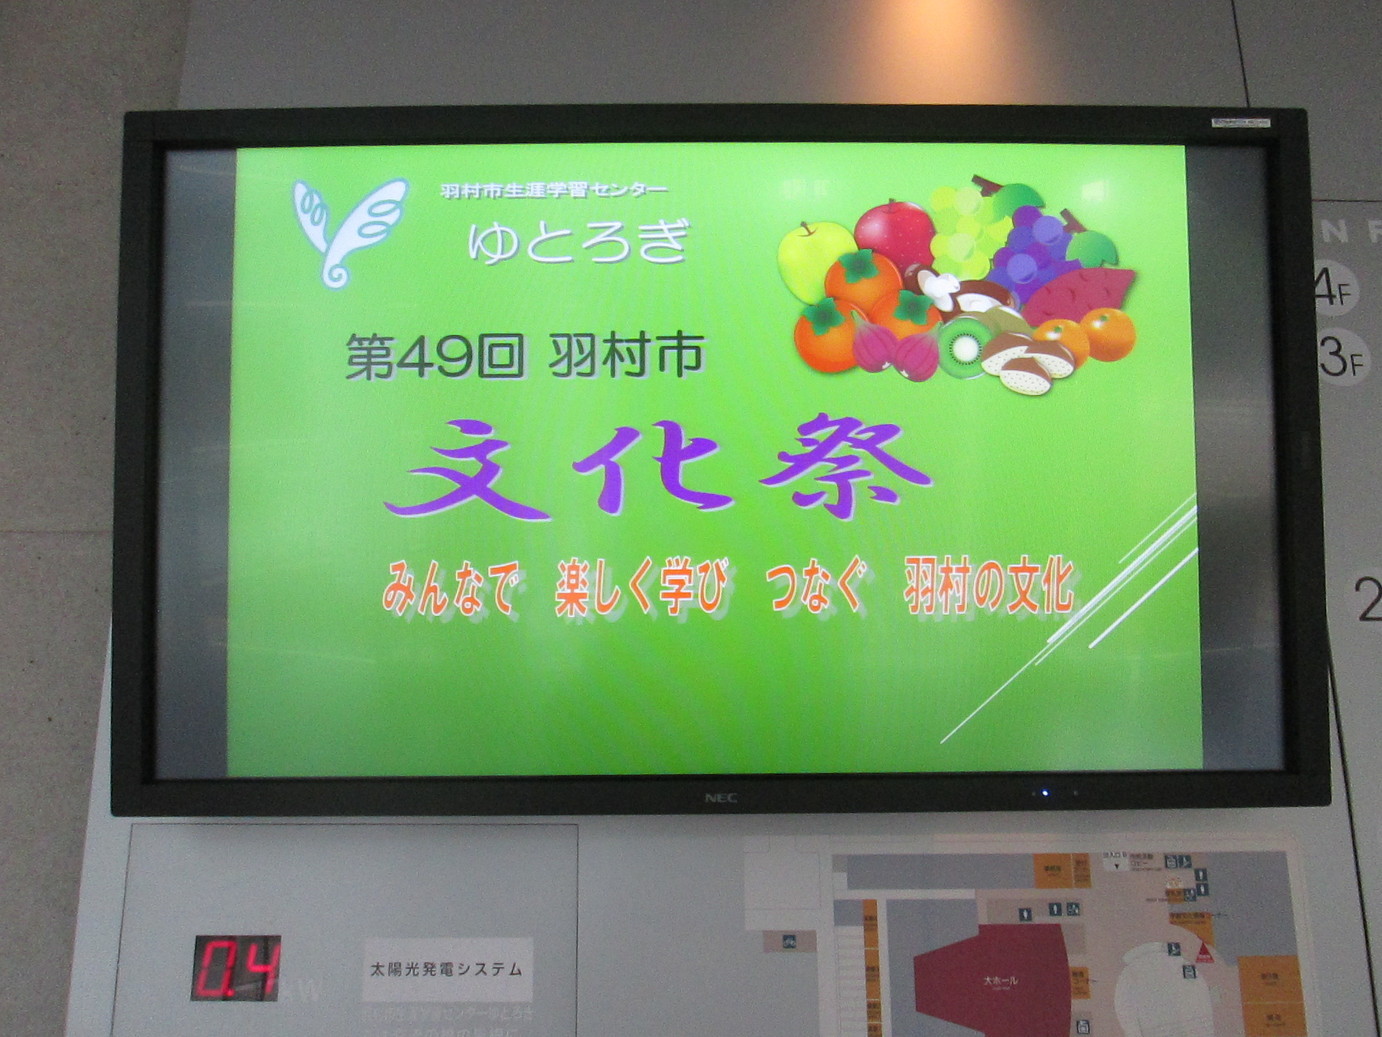 羽村市生涯学習センター
ゆとろぎ
第49回 羽村市
文化祭
みんなで 楽しく学び つなぐ 羽村の文化
NEC
4F
3F
2
0.4
kW
太陽光発電システム
大ホール